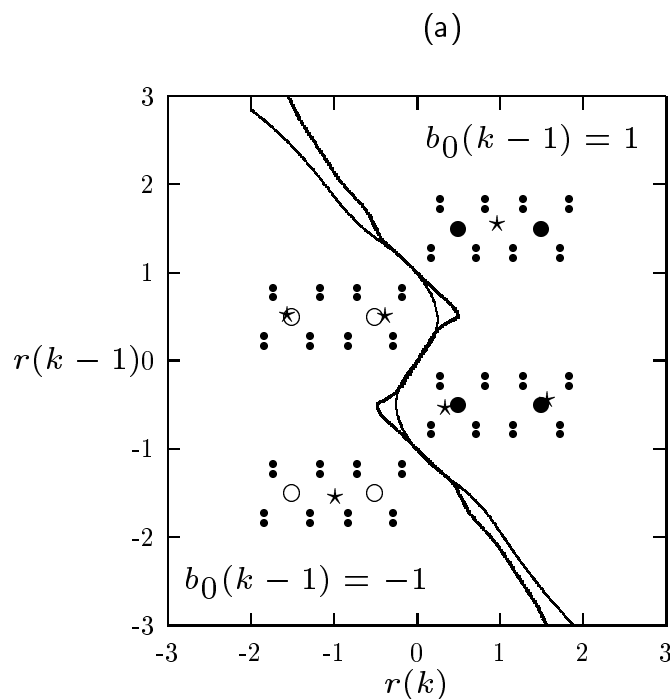 (a)
3
b₀(k − 1) = 1
2
1
r(k − 1) 0
-1
-2
b₀(k − 1) = −1
-3
-3 -2 -1 0 1 2 3
r(k)